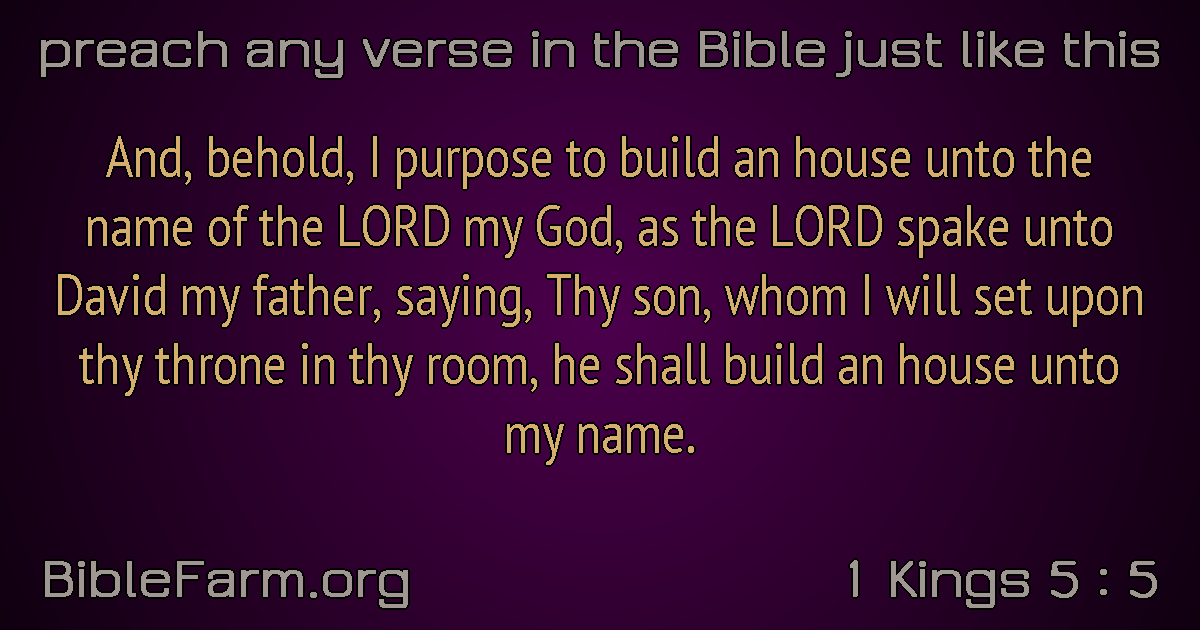 preach any verse in the Bible just like this
And, behold, I purpose to build an house unto the
name of the LORD my God, as the LORD spake unto
David my father, saying, Thy son, whom I will set upon
thy throne in thy room, he shall build an house unto
my name.
BibleFarm.org
1 Kings 5 : 5